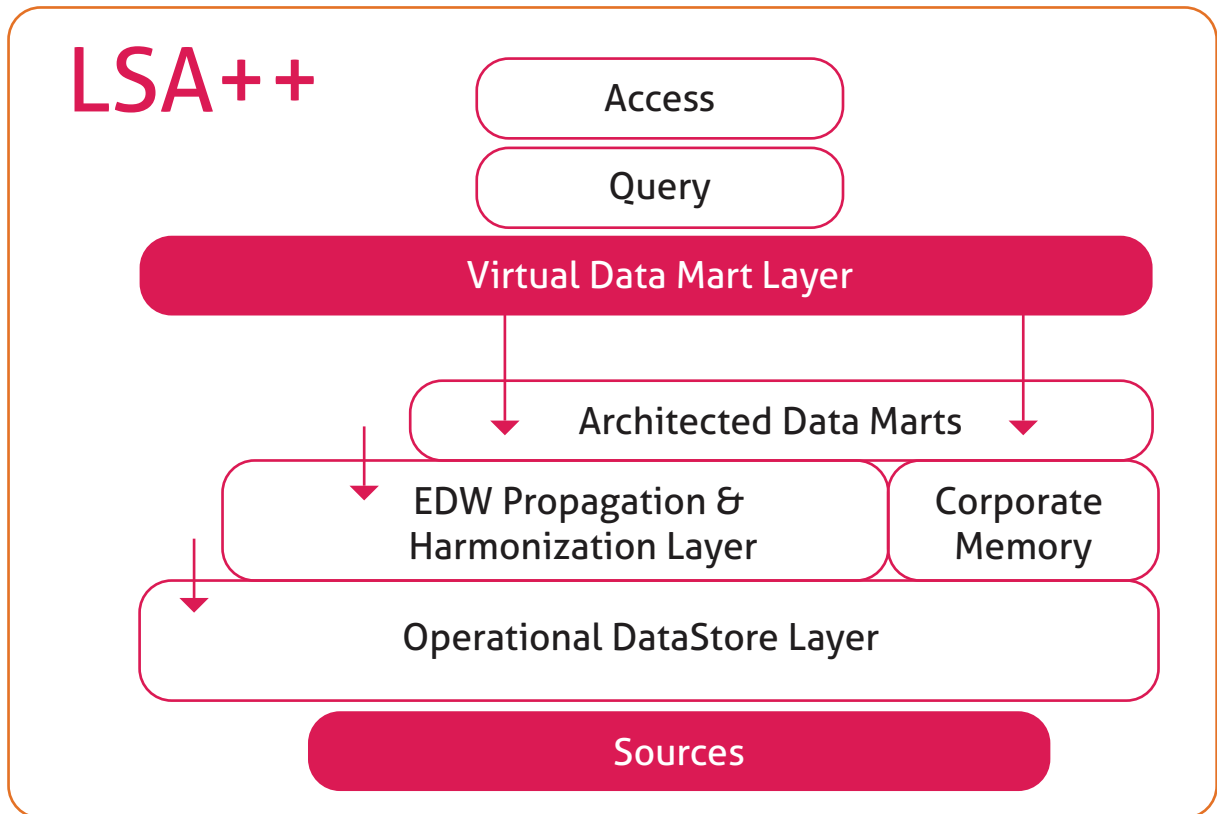 LSA++
Access
Query
Virtual Data Mart Layer
Architected Data Marts
EDW Propagation &
Harmonization Layer
Corporate
Memory
Operational DataStore Layer
Sources